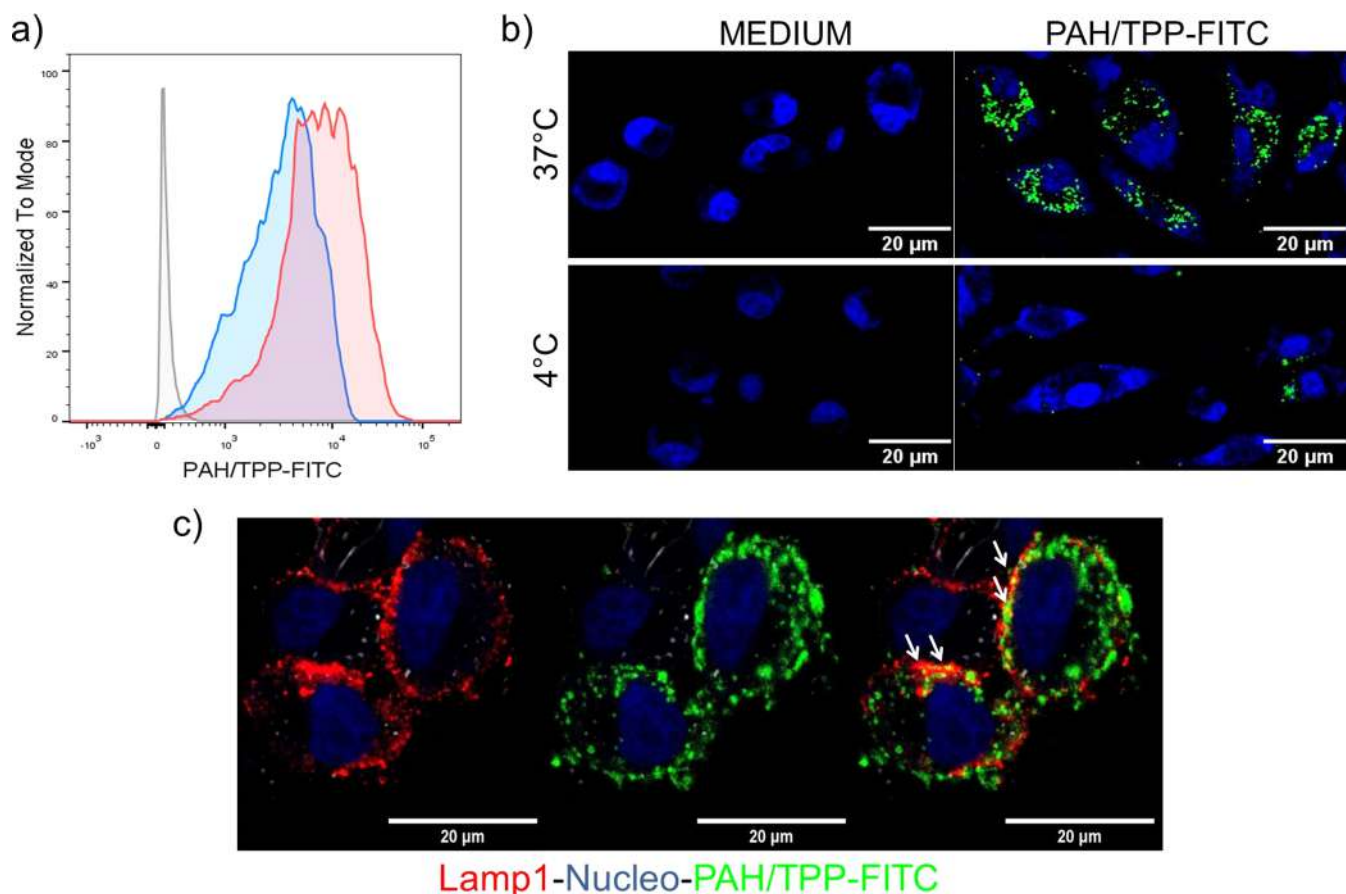 a)
100
80
60
40
20
0
Normalized To Mode
-10³
0
10³
10⁴
10⁵
PAH/TPP-FITC
b)
MEDIUM
PAH/TPP-FITC
37°C
20 µm
20 µm
4°C
20 µm
20 µm
c)
20 µm
20 µm
20 µm
Lamp1-Nucleo-PAH/TPP-FITC